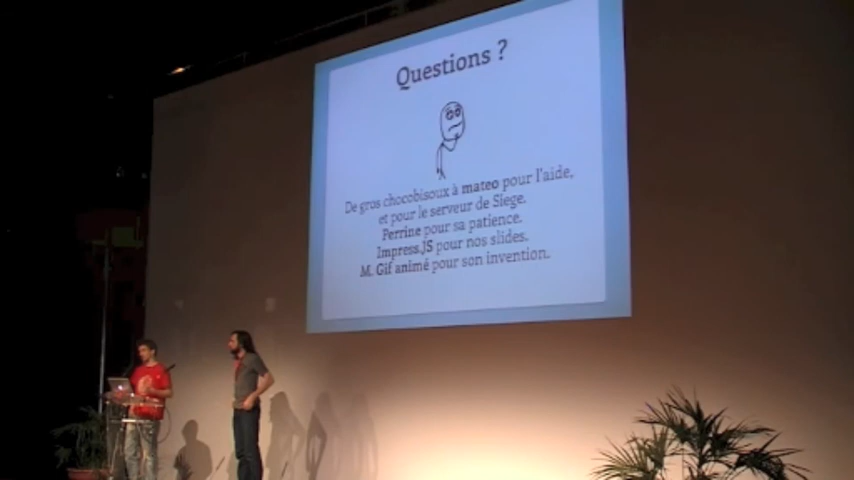 Questions ?
De gros chocobisoux à mateo pour l'aide,
et pour le serveur de Siege.
Perrine pour sa patience.
Impress.JS pour nos slides.
M. Gif animé pour son invention.